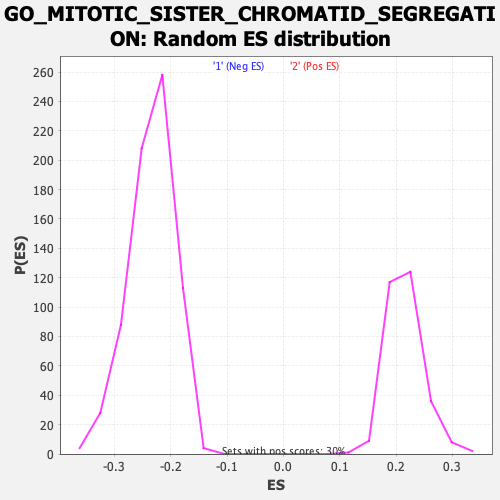 GO_MITOTIC_SISTER_CHROMATID_SEGREGATI
ON: Random ES distribution
'1' (Neg ES) '2' (Pos ES)
260
240
220
200
180
160
140
120
100
80
60
40
20
0
P(ES)
Sets with pos scores: 30%
-0.3 -0.2 -0.1 0.0 0.1 0.2 0.3
ES